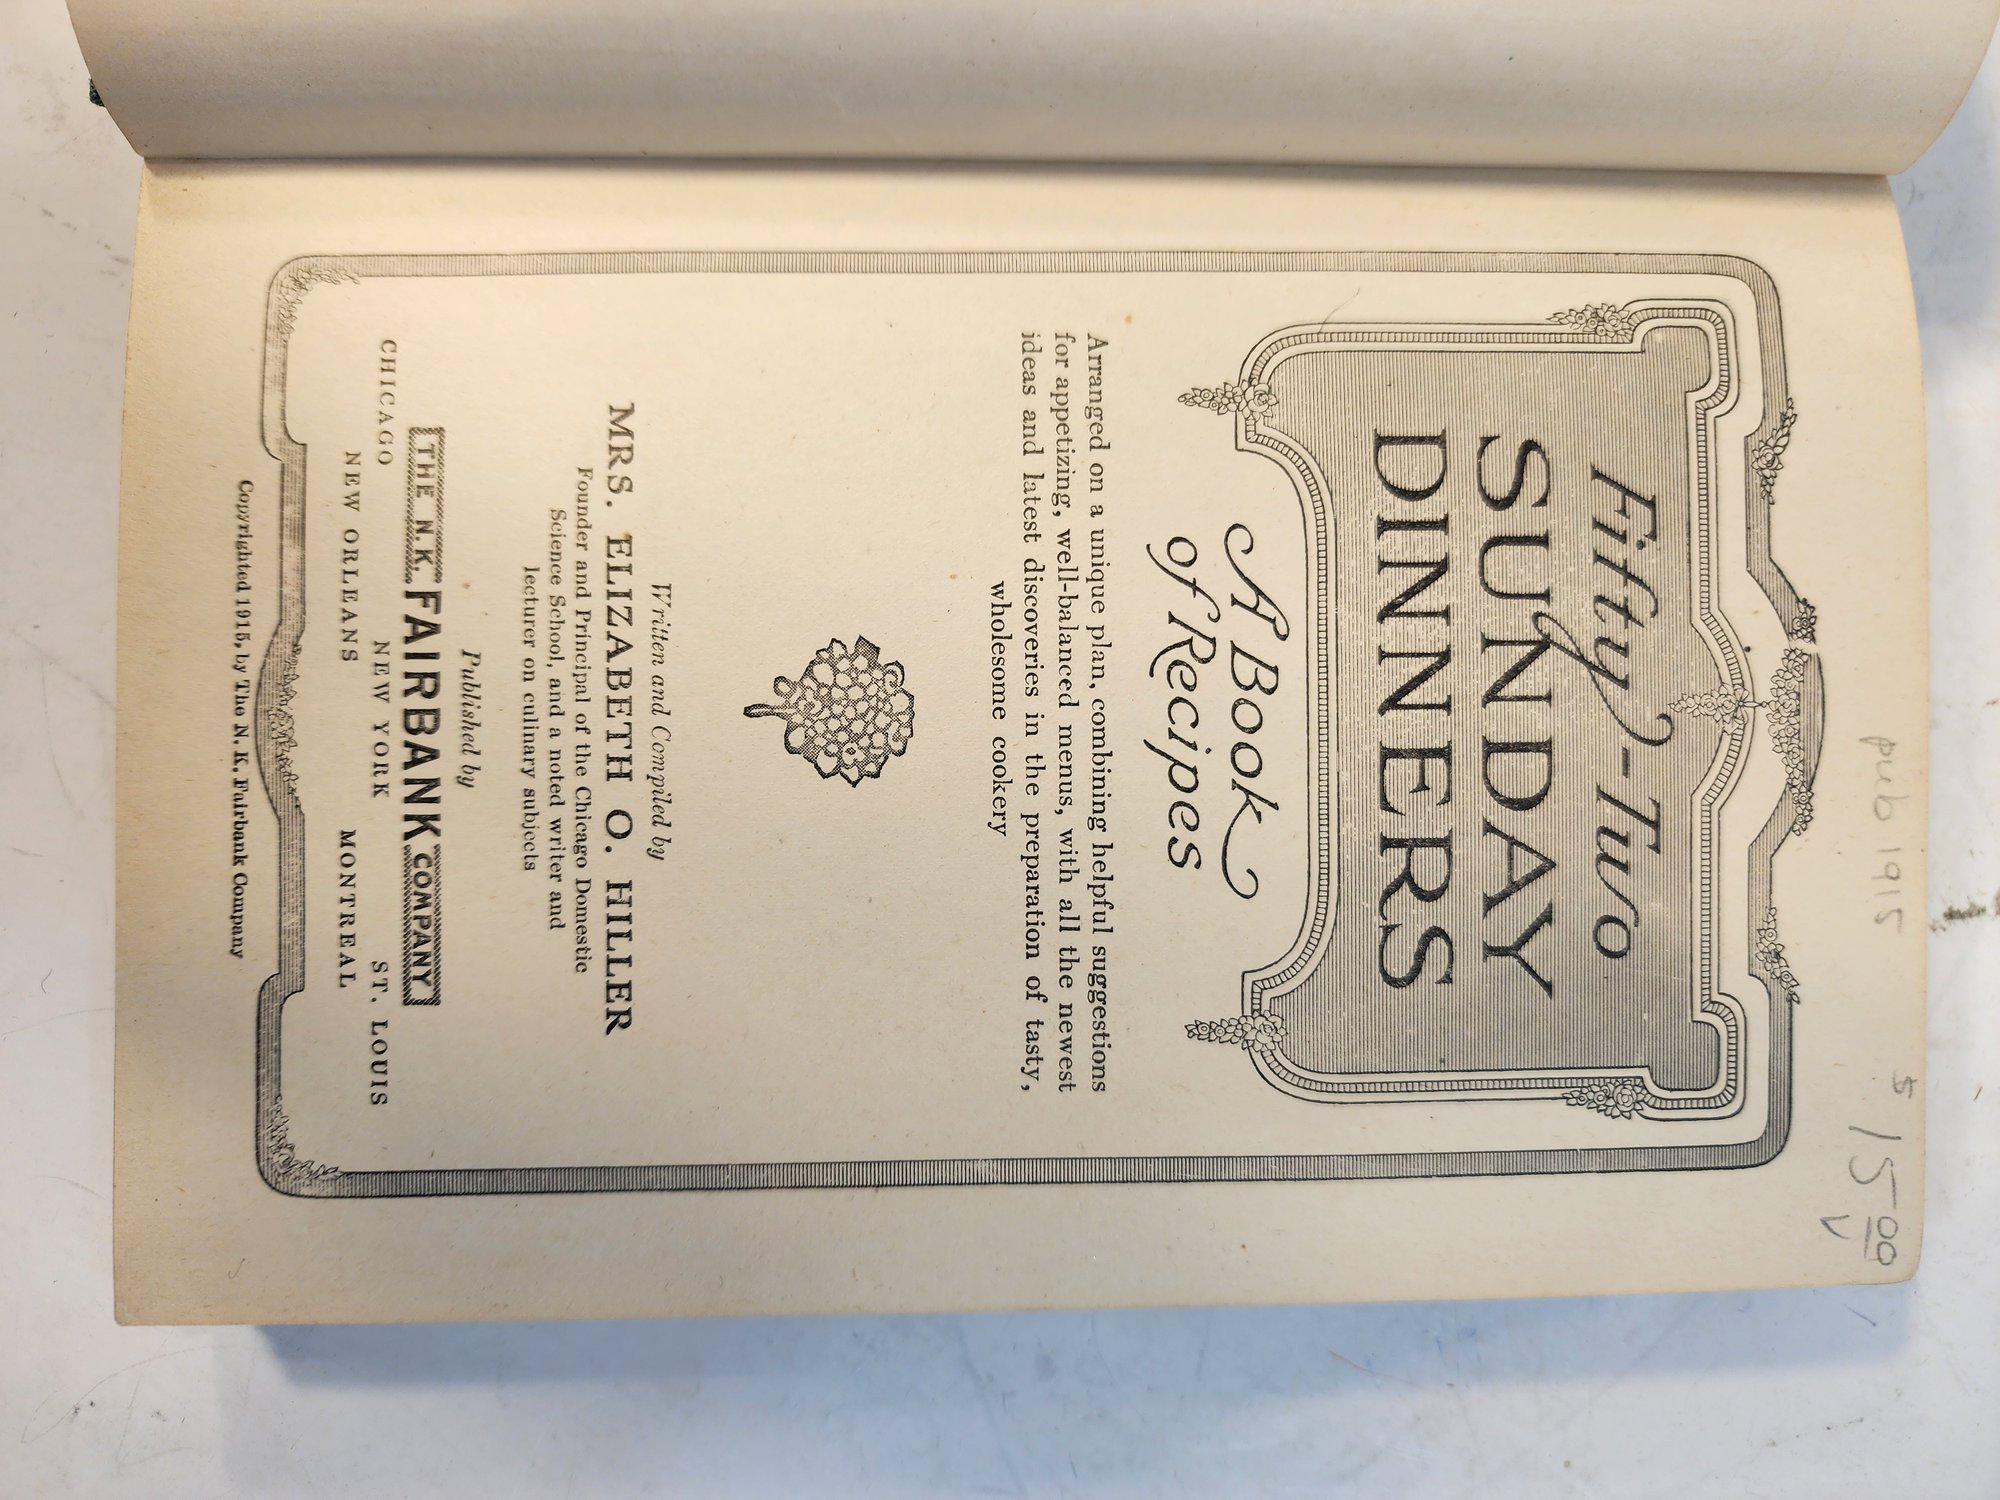 pub 1915
$ 15.00
Fifty-Two
SUNDAY
DINNERS
A Book
of Recipes
Arranged on a unique plan, combining helpful suggestions
for appetizing, well-balanced menus, with all the newest
ideas and latest discoveries in the preparation of tasty,
wholesome cookery
Written and Compiled by
MRS. ELIZABETH O. HILLER
Founder and Principal of the Chicago Domestic
Science School, and a noted writer and
lecturer on culinary subjects
Published by
THE N.K. FAIRBANK COMPANY
CHICAGO NEW YORK ST. LOUIS
NEW ORLEANS MONTREAL
Copyrighted 1915, by The N. K. Fairbank Company